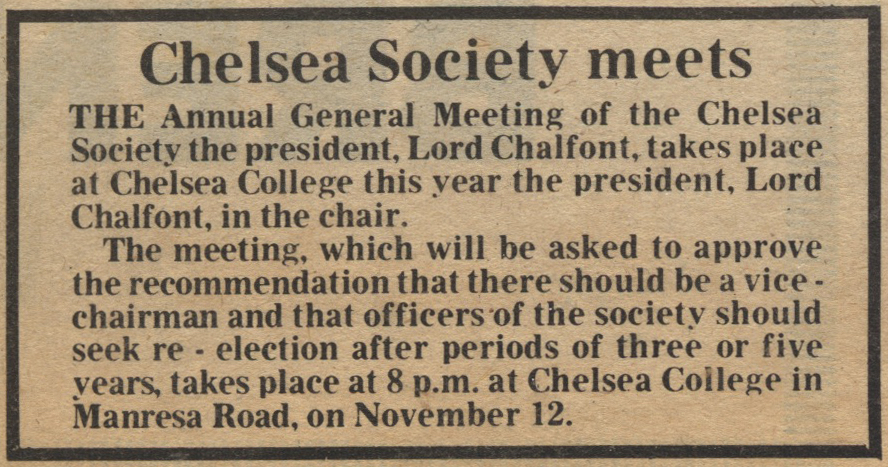 Chelsea Society meets
THE Annual General Meeting of the Chelsea
Society the president, Lord Chalfont, takes place
at Chelsea College this year the president, Lord
Chalfont, in the chair.
The meeting, which will be asked to approve
the recommendation that there should be a vice -
chairman and that officers of the society should
seek re - election after periods of three or five
years, takes place at 8 p.m. at Chelsea College in
Manresa Road, on November 12.